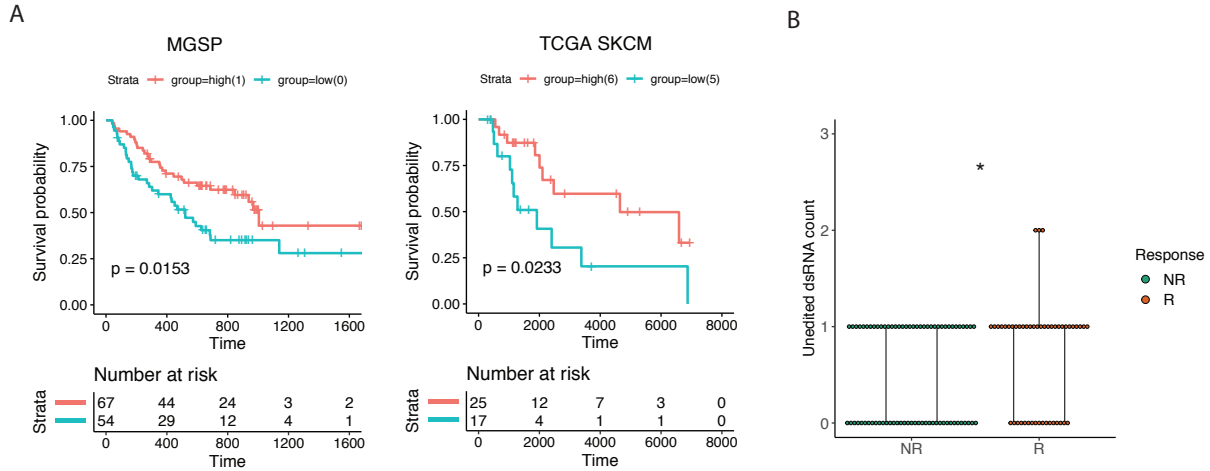 A
MGSP
Strata group=high(1) group=low(0)
Survival probability
1.00
0.75
0.50
0.25
0.00
p = 0.0153
0 400 800 1200 1600
Time
Number at risk
Strata
67 44 24 3 2
54 29 12 4 1
0 400 800 1200 1600
Time
TCGA SKCM
Strata group=high(6) group=low(5)
Survival probability
1.00
0.75
0.50
0.25
0.00
p = 0.0233
0 2000 4000 6000 8000
Time
Number at risk
Strata
25 12 7 3 0
17 4 1 1 0
0 2000 4000 6000 8000
Time
B
Unedited dsRNA count
3
2
1
0
*
NR R
Response
NR
R